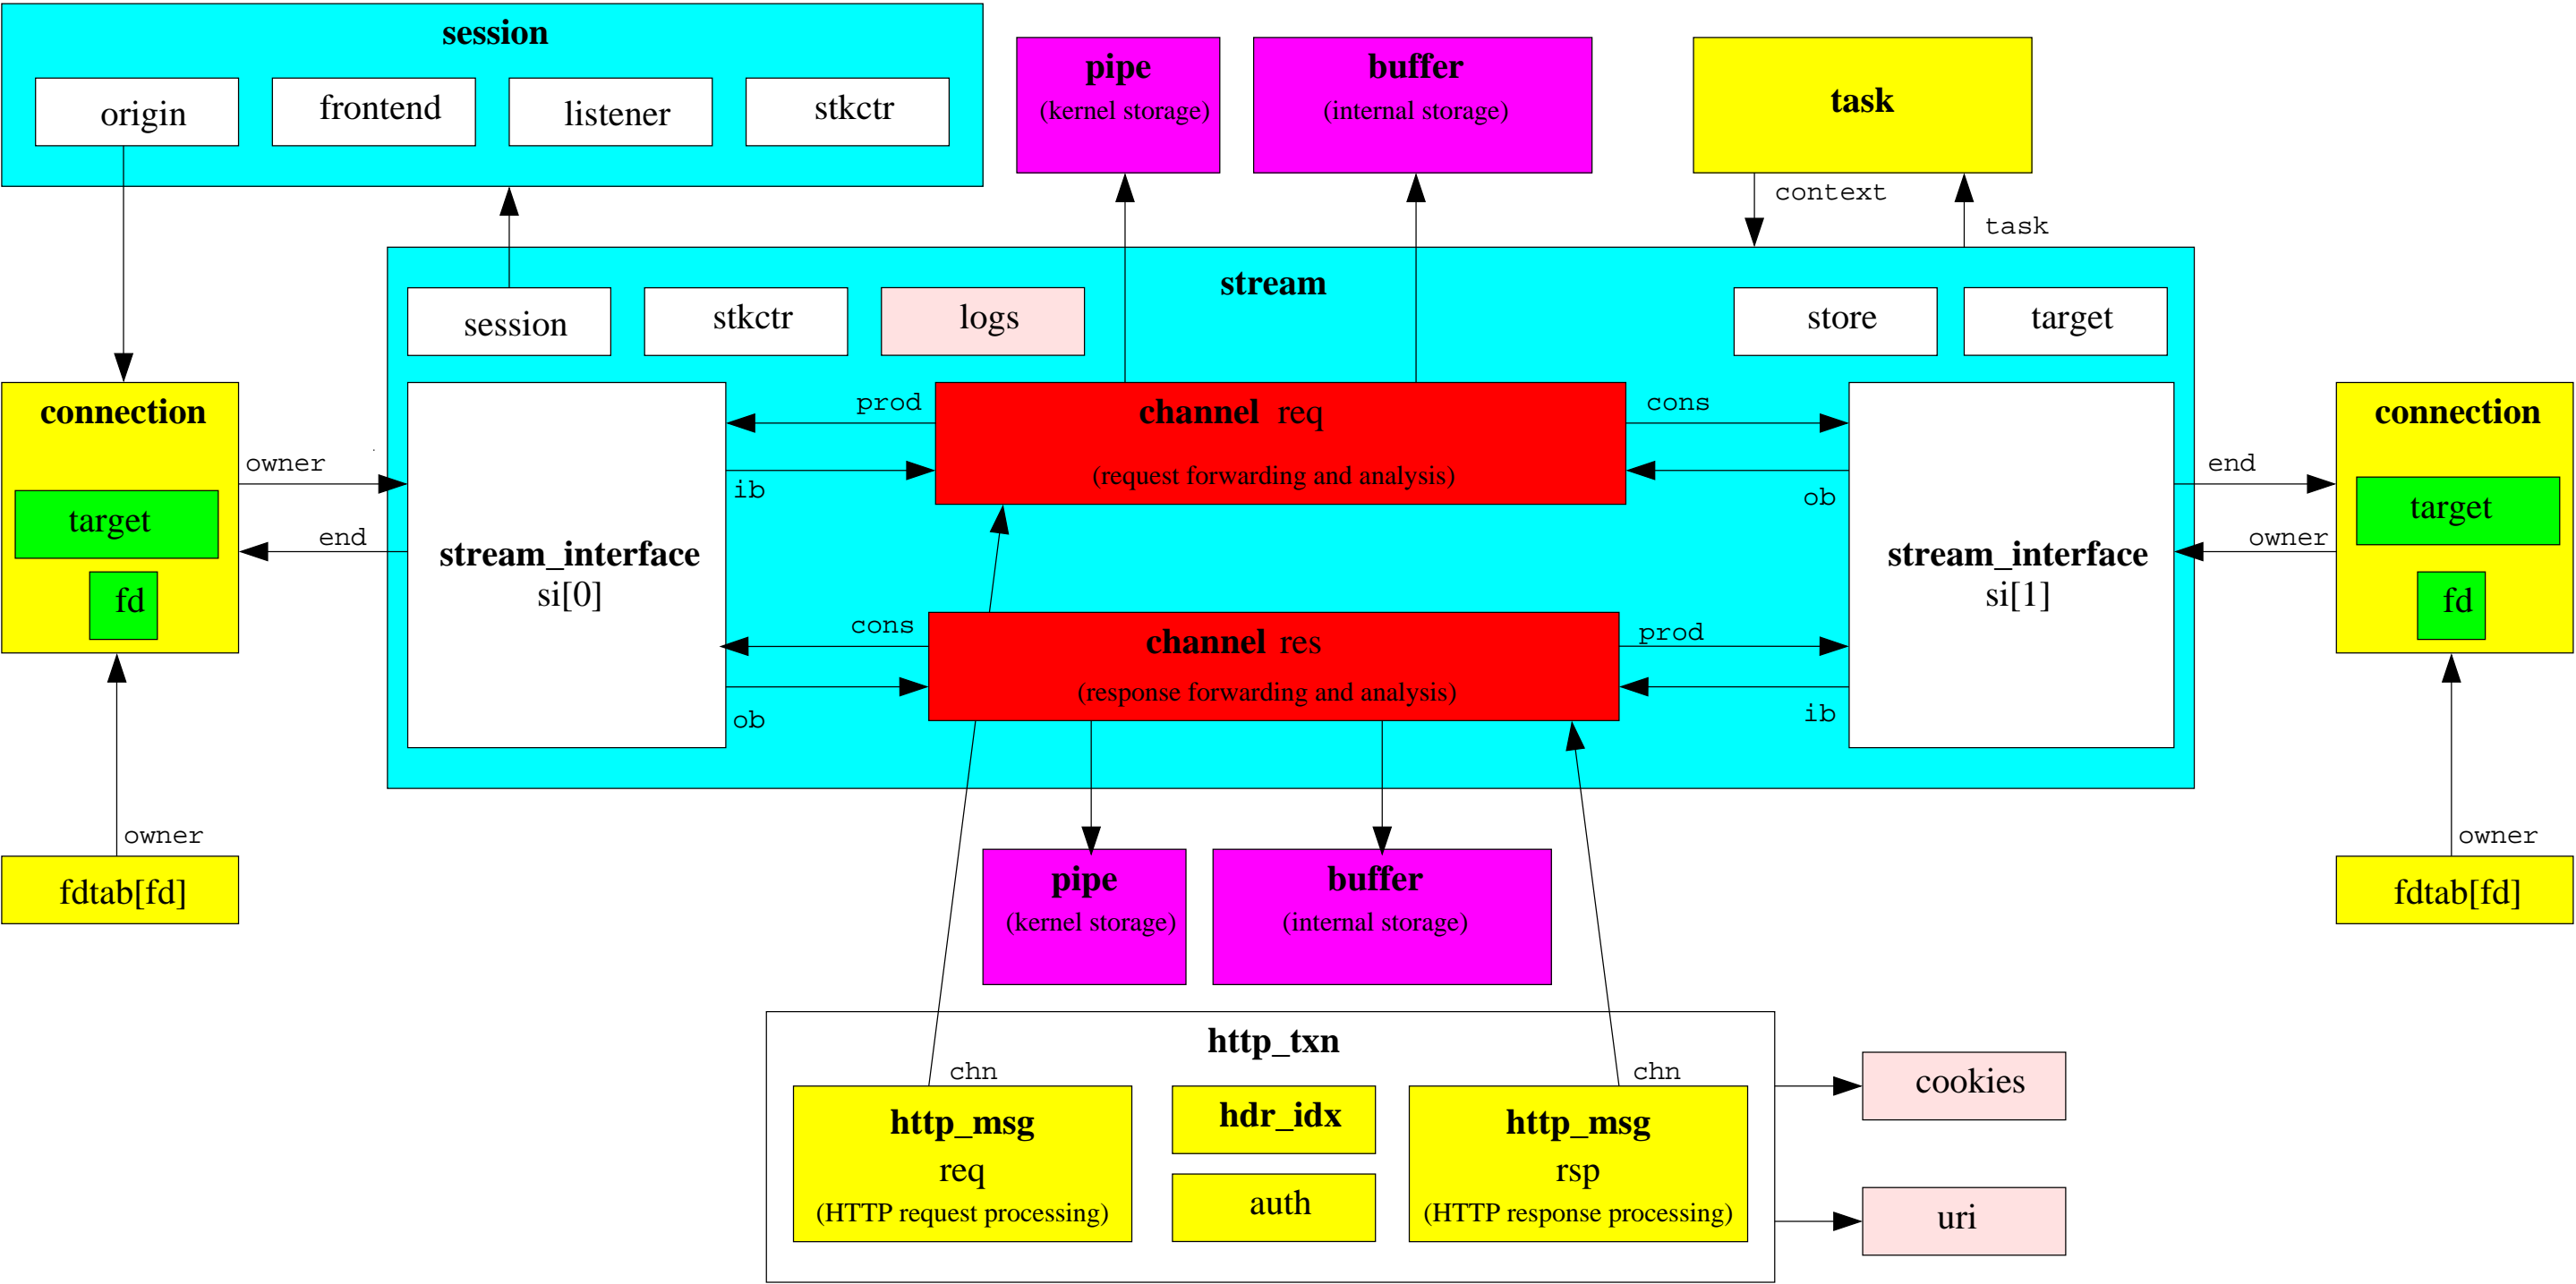 session
origin
frontend
listener
stkctr
pipe
(kernel storage)
buffer
(internal storage)
task
context
task
stream
session
stkctr
logs
store
target
connection
target
fd
owner
end
stream_interface
si[0]
prod
ib
channel req
(request forwarding and analysis)
cons
ob
cons
ob
channel res
(response forwarding and analysis)
prod
ib
stream_interface
si[1]
end
owner
connection
target
fd
owner
fdtab[fd]
owner
fdtab[fd]
pipe
(kernel storage)
buffer
(internal storage)
http_txn
chn
http_msg
req
(HTTP request processing)
hdr_idx
auth
chn
http_msg
rsp
(HTTP response processing)
cookies
uri